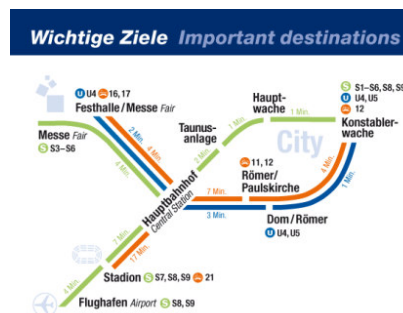 Wichtige Ziele Important destinations
U U4 16, 17
Festhalle/Messe Fair
Messe Fair
S S3–S6
2 Min.
4 Min.
4 Min.
Taunus-
anlage
Haupt-
wache
1 Min.
1 Min.
2 Min.
City
S S1–S6, S8, S9
U U4, U5
12
Konstabler-
wache
11, 12
Römer/
Paulskirche
4 Min.
1 Min.
Hauptbahnhof
Central Station
7 Min.
3 Min.
Dom/Römer
U U4, U5
17 Min.
Stadion S S7, S8, S9 21
4 Min.
Flughafen Airport S S8, S9